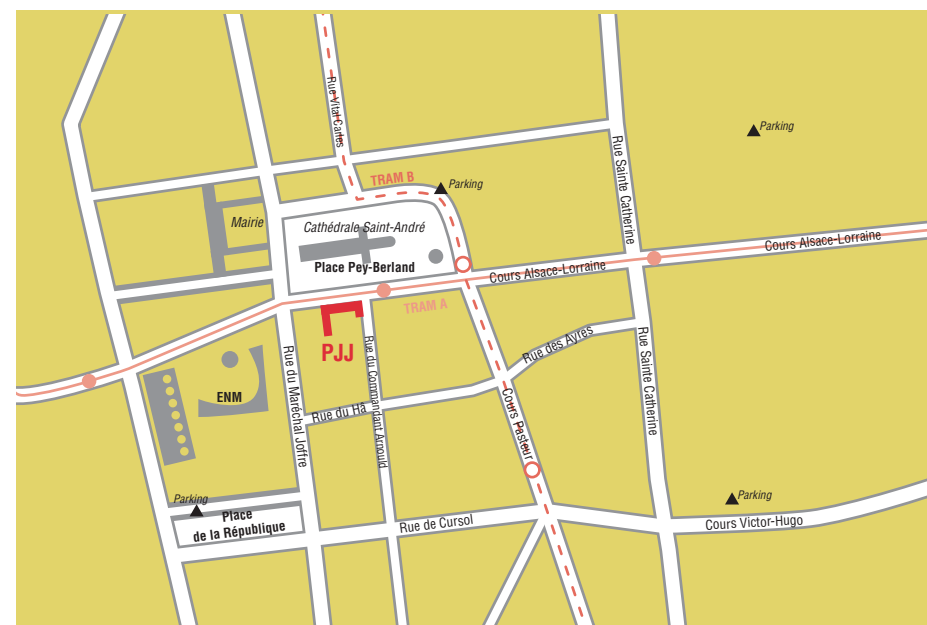 Parking
Rue Vital Carles
TRAM B
Parking
Rue Sainte Catherine
Mairie
Cathédrale Saint-André
Place Pey-Berland
Cours Alsace-Lorraine
Cours Alsace-Lorraine
TRAM A
PJJ
Rue des Ayres
Rue du Maréchal Joffre
Rue du Commandant Arnould
Rue Sainte Catherine
ENM
Rue du Hâ
Cours Pasteur
Parking
Parking
Place
de la République
Rue de Cursol
Cours Victor-Hugo